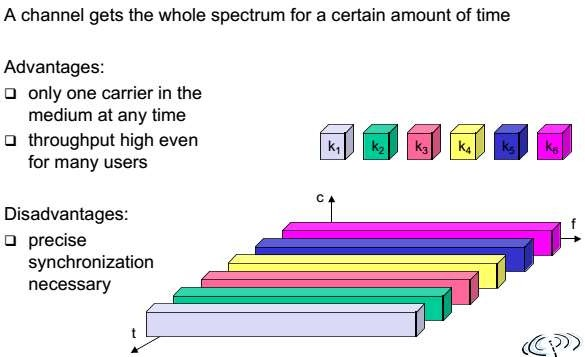 A channel gets the whole spectrum for a certain amount of time
Advantages:
❑ only one carrier in the
medium at any time
❑ throughput high even
for many users
k₁ k₂ k₃ k₄ k₅ k₆
Disadvantages:
❑ precise
synchronization
necessary
c
f
t